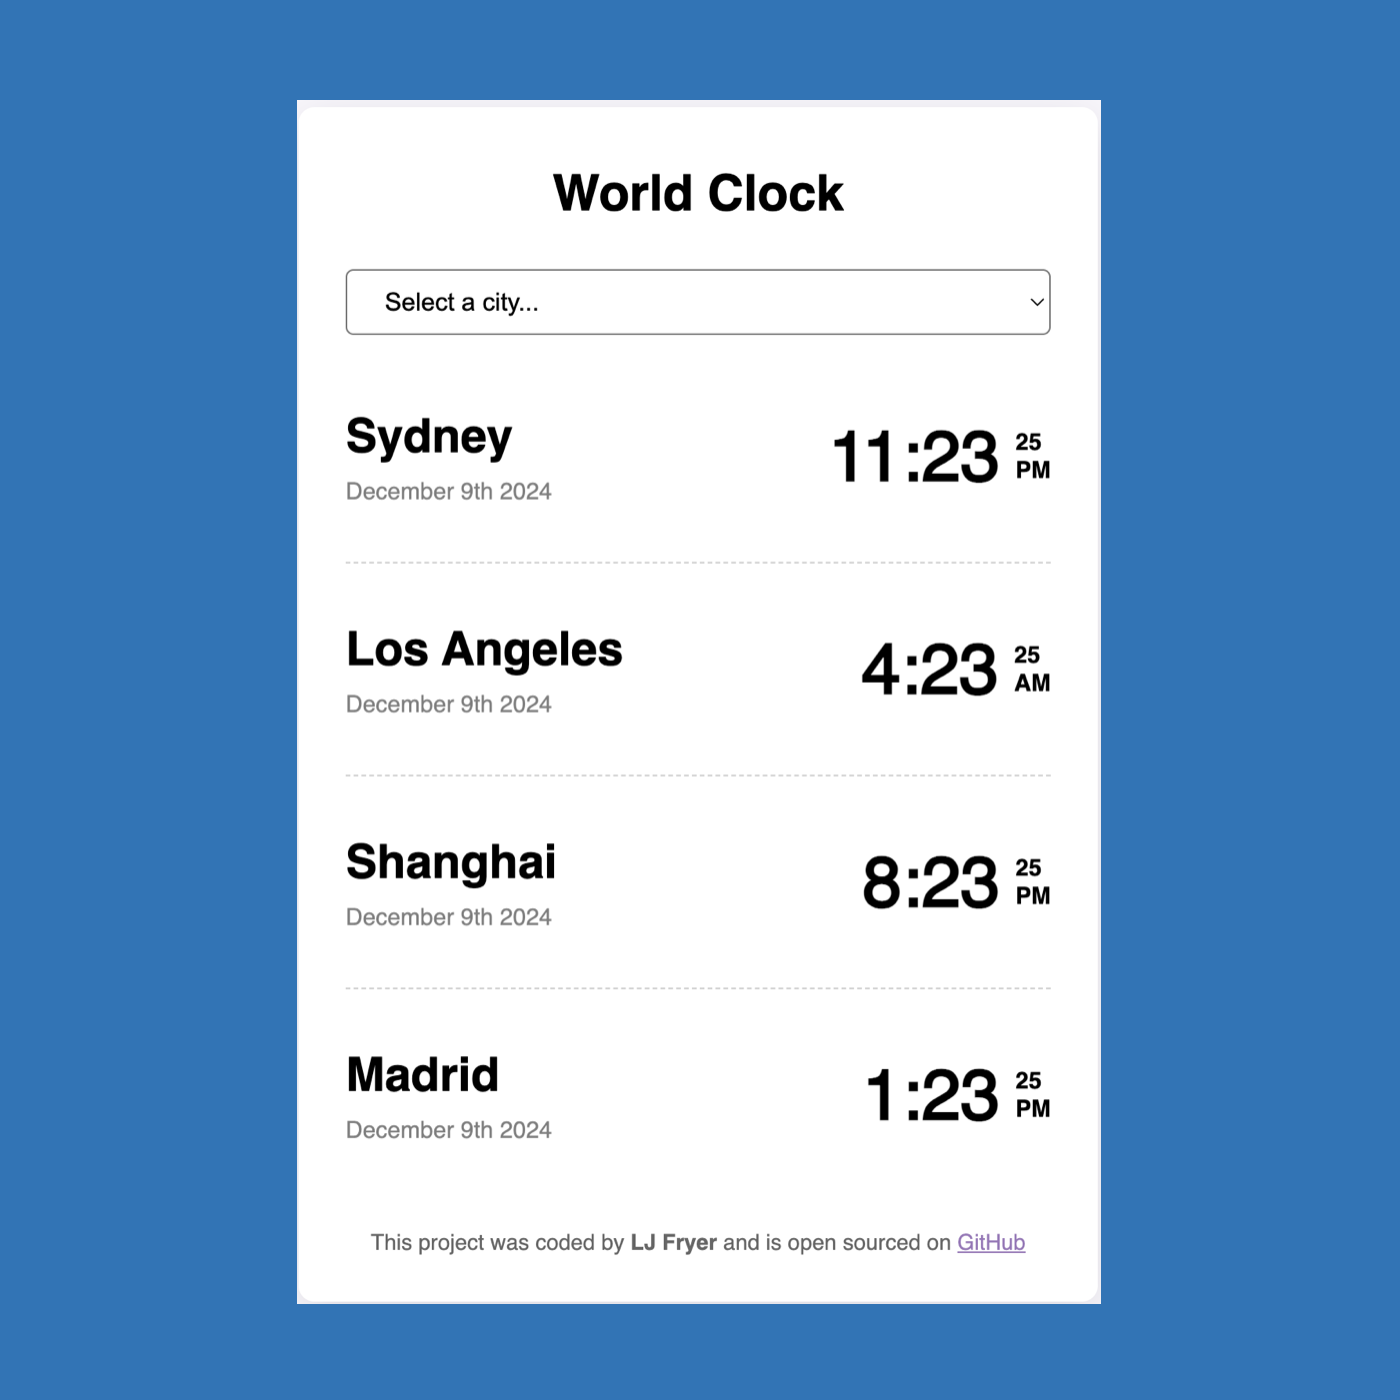 World Clock
Select a city...
Sydney
December 9th 2024
11:23
25
PM
Los Angeles
December 9th 2024
4:23
25
AM
Shanghai
December 9th 2024
8:23
25
PM
Madrid
December 9th 2024
1:23
25
PM
This project was coded by LJ Fryer and is open sourced on GitHub